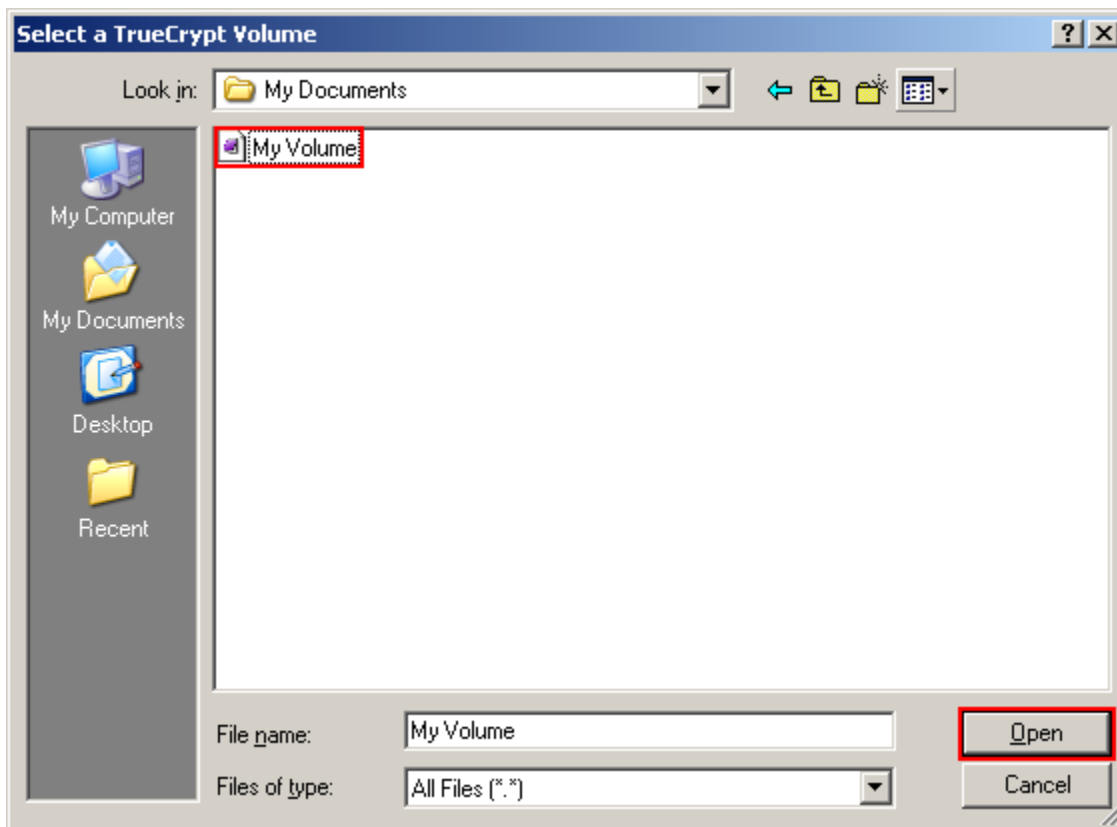 Select a TrueCrypt Volume
Look in: My Documents
My Volume
My Computer
My Documents
Desktop
Recent
File name: My Volume Open
Files of type: All Files (*.*) Cancel